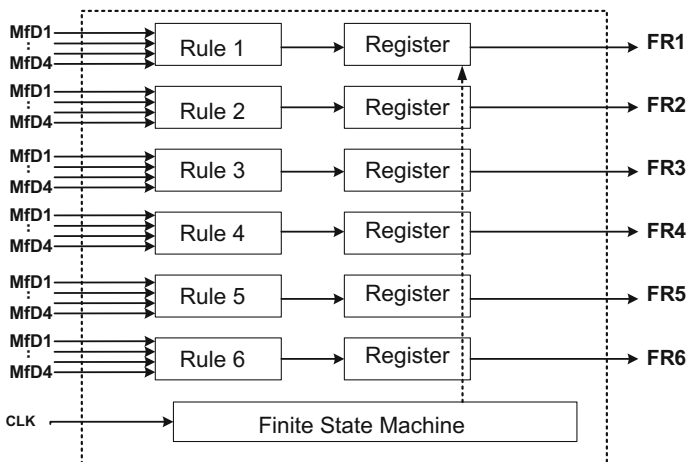 MfD1
MfD4
Rule 1
Register
FR1
MfD1
MfD4
Rule 2
Register
FR2
MfD1
MfD4
Rule 3
Register
FR3
MfD1
MfD4
Rule 4
Register
FR4
MfD1
MfD4
Rule 5
Register
FR5
MfD1
MfD4
Rule 6
Register
FR6
CLK
Finite State Machine